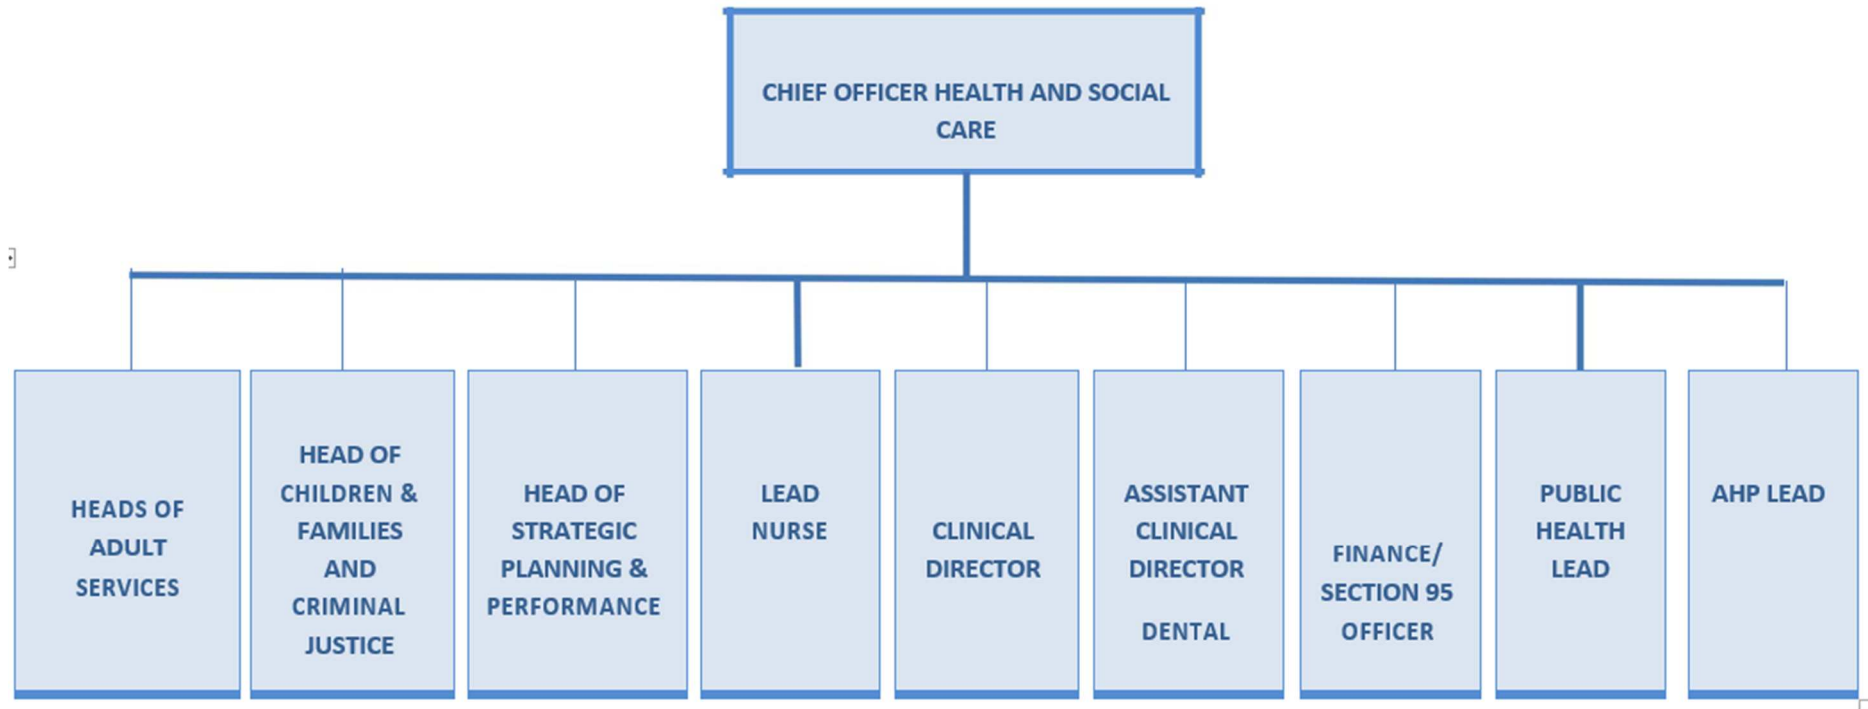 CHIEF OFFICER HEALTH AND SOCIAL
CARE
HEADS OF
ADULT
SERVICES
HEAD OF
CHILDREN &
FAMILIES
AND
CRIMINAL
JUSTICE
HEAD OF
STRATEGIC
PLANNING &
PERFORMANCE
LEAD
NURSE
CLINICAL
DIRECTOR
ASSISTANT
CLINICAL
DIRECTOR
DENTAL
FINANCE/
SECTION 95
OFFICER
PUBLIC
HEALTH
LEAD
AHP LEAD